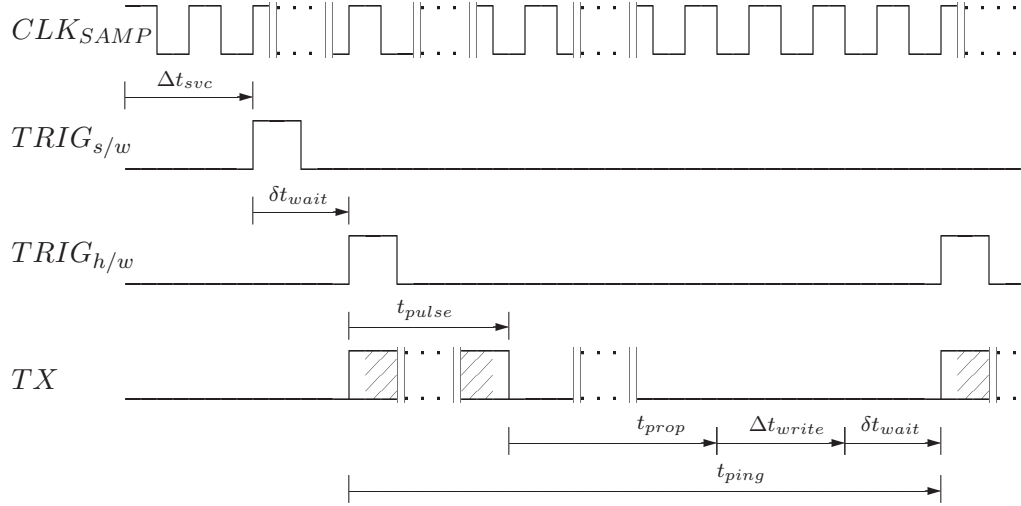 CLK_{SAMP}
Δt_{svc}
TRIG_{s/w}
δt_{wait}
TRIG_{h/w}
t_{pulse}
TX
t_{prop} Δt_{write} δt_{wait}
t_{ping}